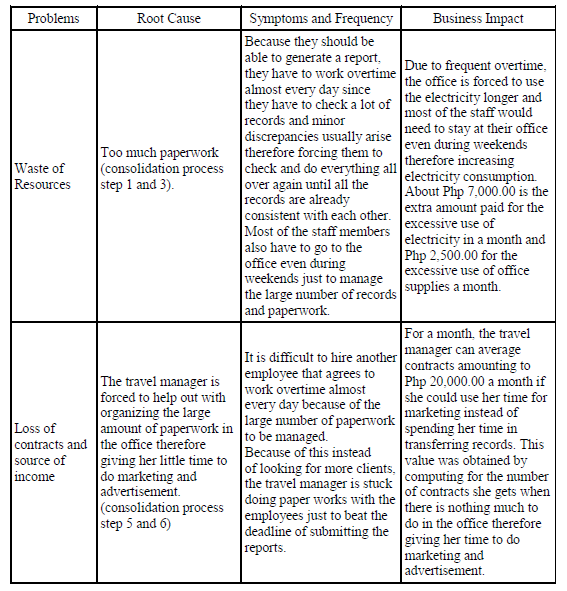 Problems
Root Cause
Symptoms and Frequency
Business Impact
Waste of
Resources
Too much paperwork
(consolidation process
step 1 and 3).
Because they should be
able to generate a report,
they have to work overtime
almost every day since
they have to check a lot of
records and minor
discrepancies usually arise
therefore forcing them to
check and do everything all
over again until all the
records are already
consistent with each other.
Most of the staff members
also have to go to the
office even during
weekends just to manage
the large number of records
and paperwork.
Due to frequent overtime,
the office is forced to use
the electricity longer and
most of the staff would
need to stay at their office
even during weekends
therefore increasing
electricity consumption.
About Php 7,000.00 is the
extra amount paid for the
excessive use of
electricity in a month and
Php 2,500.00 for the
excessive use of office
supplies a month.
Loss of
contracts and
source of
income
The travel manager is
forced to help out with
organizing the large
amount of paperwork in
the office therefore
giving her little time to
do marketing and
advertisement.
(consolidation process
step 5 and 6)
It is difficult to hire another
employee that agrees to
work overtime almost
every day because of the
large number of paperwork
to be managed.
Because of this instead
of looking for more clients,
the travel manager is stuck
doing paper works with the
employees just to beat the
deadline of submitting the
reports.
For a month, the travel
manager can average
contracts amounting to
Php 20,000.00 a month if
she could use her time for
marketing instead of
spending her time in
transferring records. This
value was obtained by
computing for the number
of contracts she gets when
there is nothing much to
do in the office therefore
giving her time to do
marketing and
advertisement.